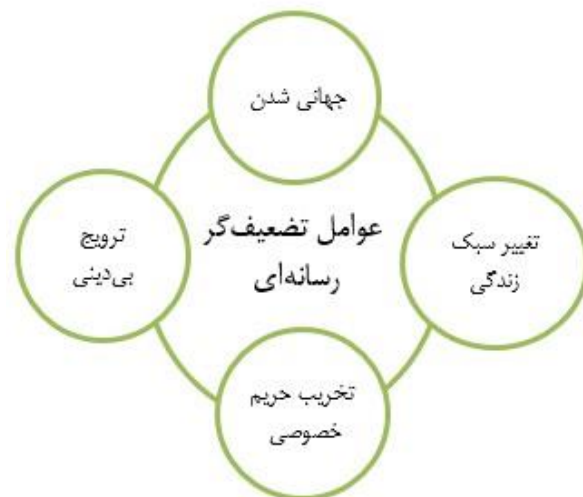 جهانی شدن
عوامل تضعیف‌گر
رسانه‌ای
تغییر سبک
زندگی
تخریب حریم
خصوصی
ترویج
بی‌دینی